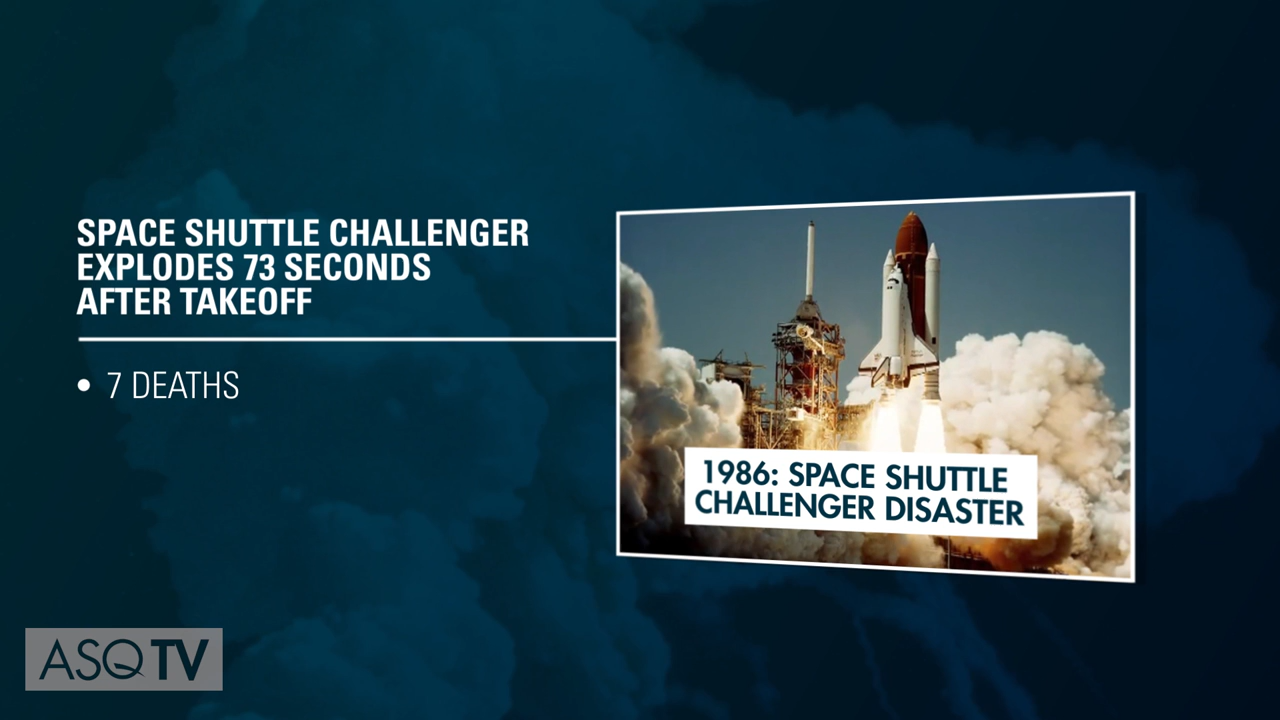 SPACE SHUTTLE CHALLENGER
EXPLODES 73 SECONDS
AFTER TAKEOFF
• 7 DEATHS
1986: SPACE SHUTTLE
CHALLENGER DISASTER
ASQTV